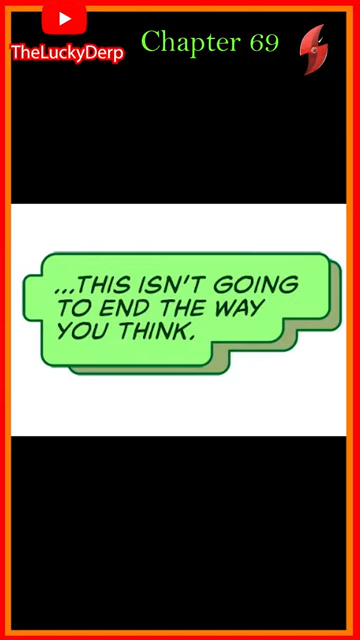 Chapter 69
TheLuckyDerp
...THIS ISN'T GOING
TO END THE WAY
YOU THINK.